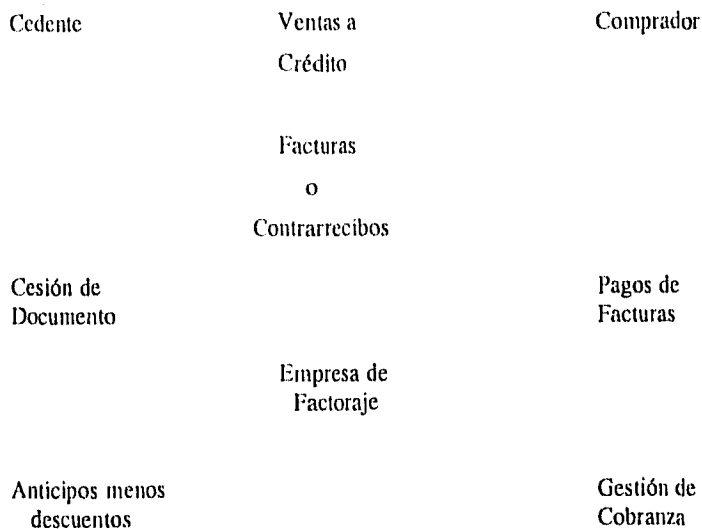 Cedente
Ventas a
Crédito
Comprador
Facturas
o
Contrarrecibos
Cesión de
Documento
Pagos de
Facturas
Empresa de
Factoraje
Anticipos menos
descuentos
Gestión de
Cobranza